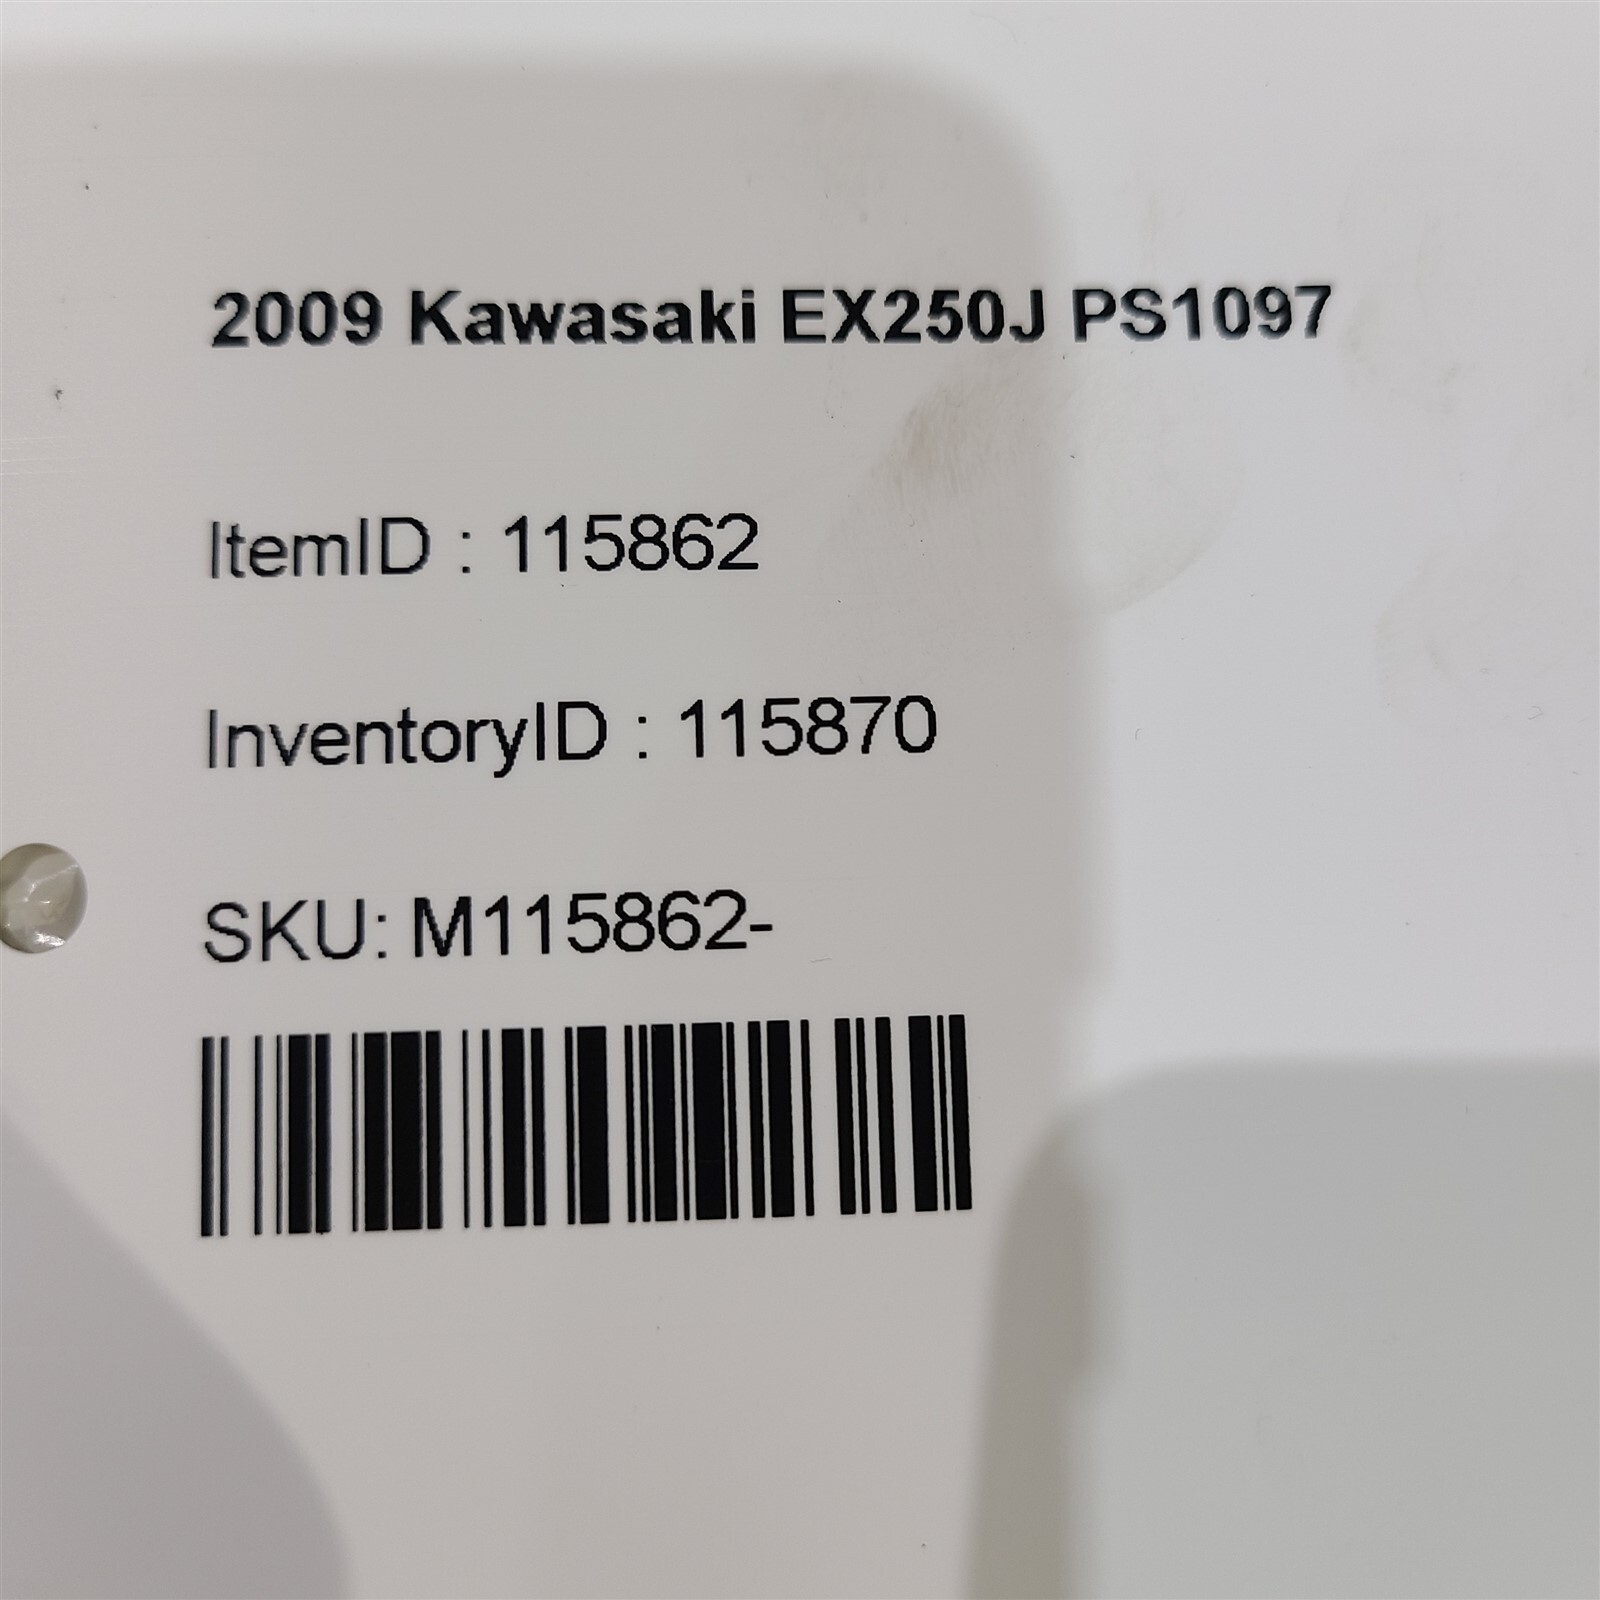 2009 Kawasaki EX250J PS1097
ItemID : 115862
InventoryID : 115870
SKU: M115862-